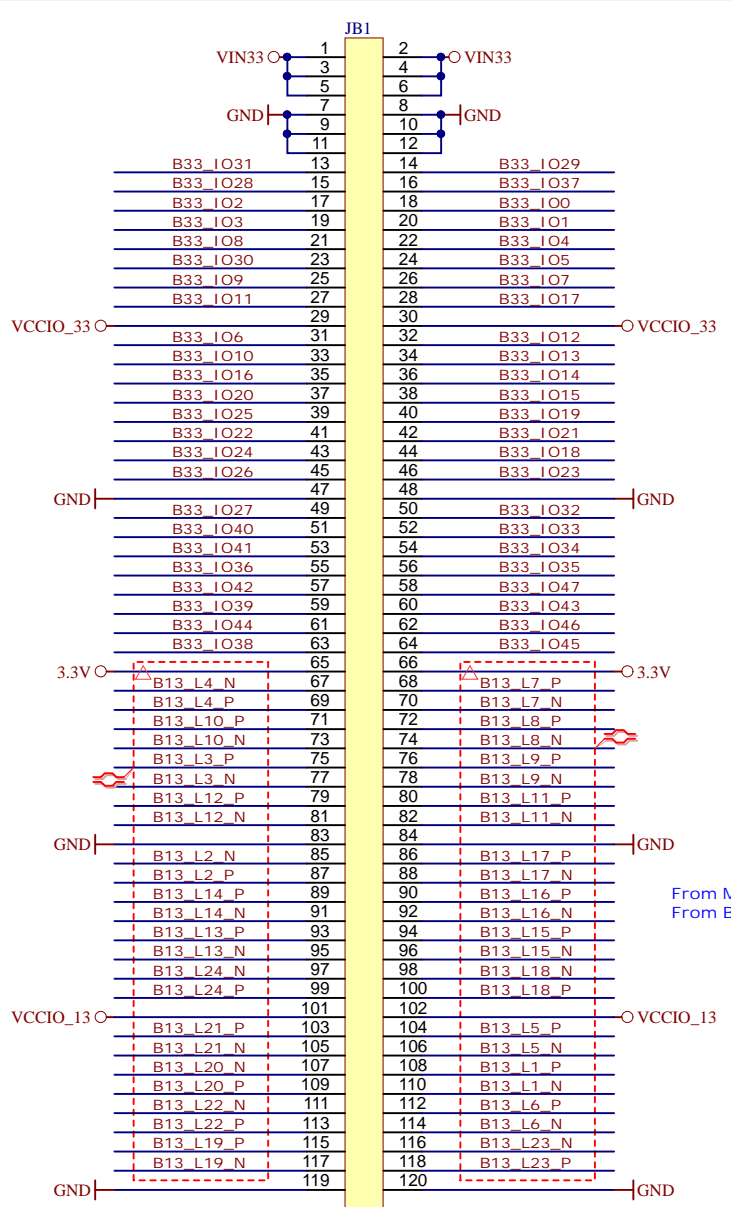 JB1
VIN33 1 2 VIN33
3 4
5 6
GND 7 8 GND
9 10
11 12
B33_IO31 13 14 B33_IO29
B33_IO28 15 16 B33_IO37
B33_IO2 17 18 B33_IO0
B33_IO3 19 20 B33_IO1
B33_IO8 21 22 B33_IO4
B33_IO30 23 24 B33_IO5
B33_IO9 25 26 B33_IO7
B33_IO11 27 28 B33_IO17
VCCIO_33 29 30 VCCIO_33
B33_IO6 31 32 B33_IO12
B33_IO10 33 34 B33_IO13
B33_IO16 35 36 B33_IO14
B33_IO20 37 38 B33_IO15
B33_IO25 39 40 B33_IO19
B33_IO22 41 42 B33_IO21
B33_IO24 43 44 B33_IO18
B33_IO26 45 46 B33_IO23
GND 47 48 GND
B33_IO27 49 50 B33_IO32
B33_IO40 51 52 B33_IO33
B33_IO41 53 54 B33_IO34
B33_IO36 55 56 B33_IO35
B33_IO42 57 58 B33_IO47
B33_IO39 59 60 B33_IO43
B33_IO44 61 62 B33_IO46
B33_IO38 63 64 B33_IO45
3.3V 65 66 3.3V
B13_L4_N 67 68 B13_L7_P
B13_L4_P 69 70 B13_L7_N
B13_L10_P 71 72 B13_L8_P
B13_L10_N 73 74 B13_L8_N
B13_L3_P 75 76 B13_L9_P
B13_L3_N 77 78 B13_L9_N
B13_L12_P 79 80 B13_L11_P
B13_L12_N 81 82 B13_L11_N
GND 83 84 GND
B13_L2_N 85 86 B13_L17_P
B13_L2_P 87 88 B13_L17_N
B13_L14_P 89 90 B13_L16_P From M
B13_L14_N 91 92 B13_L16_N From B
B13_L13_P 93 94 B13_L15_P
B13_L13_N 95 96 B13_L15_N
B13_L24_N 97 98 B13_L18_N
B13_L24_P 99 100 B13_L18_P
VCCIO_13 101 102 VCCIO_13
B13_L21_P 103 104 B13_L5_P
B13_L21_N 105 106 B13_L5_N
B13_L20_N 107 108 B13_L1_P
B13_L20_P 109 110 B13_L1_N
B13_L22_N 111 112 B13_L6_P
B13_L22_P 113 114 B13_L6_N
B13_L19_P 115 116 B13_L23_N
B13_L19_N 117 118 B13_L23_P
GND 119 120 GND